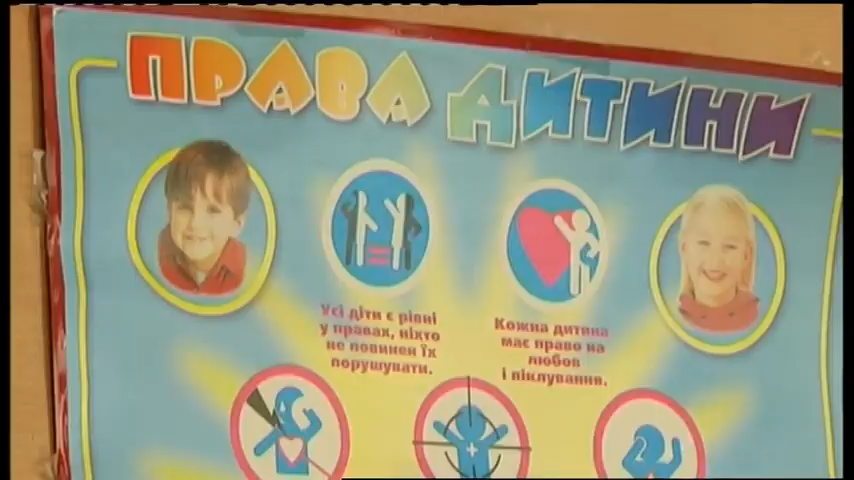 ПРАВА ДИТИНИ
Усі діти є рівні
у правах, ніхто
не повинен їх
порушувати.
Кожна дитина
має право на
любов
і піклування.